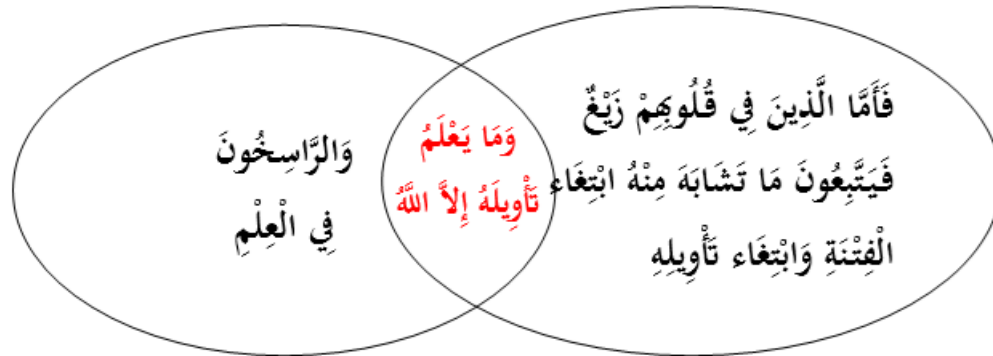 فَأَمَّا الَّذِينَ فِي قُلُوبِهِمْ زَيْغٌ
فَيَتَّبِعُونَ مَا تَشَابَهَ مِنْهُ ابْتِغَاء
الْفِتْنَةِ وَابْتِغَاء تَأْوِيلِهِ
وَمَا يَعْلَمُ
تَأْوِيلَهُ إِلاَّ اللَّهُ
وَالرَّاسِخُونَ
فِي الْعِلْمِ